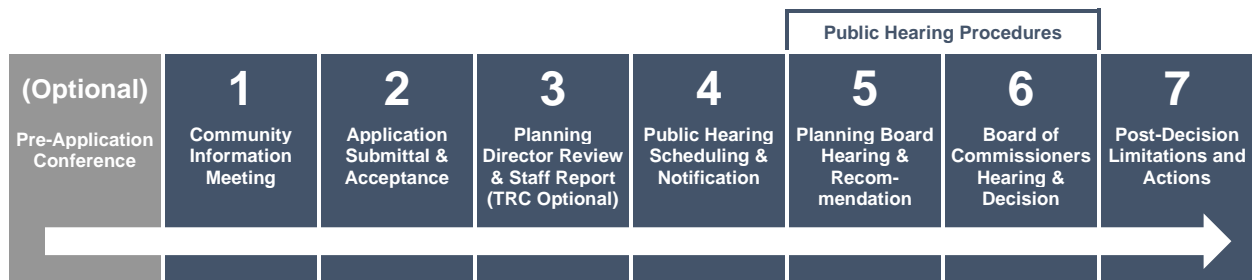 Public Hearing Procedures
(Optional)
Pre-Application
Conference
1
Community
Information
Meeting
2
Application
Submittal &
Acceptance
3
Planning
Director Review
& Staff Report
(TRC Optional)
4
Public Hearing
Scheduling &
Notification
5
Planning Board
Hearing &
Recom-
mendation
6
Board of
Commissioners
Hearing &
Decision
7
Post-Decision
Limitations and
Actions